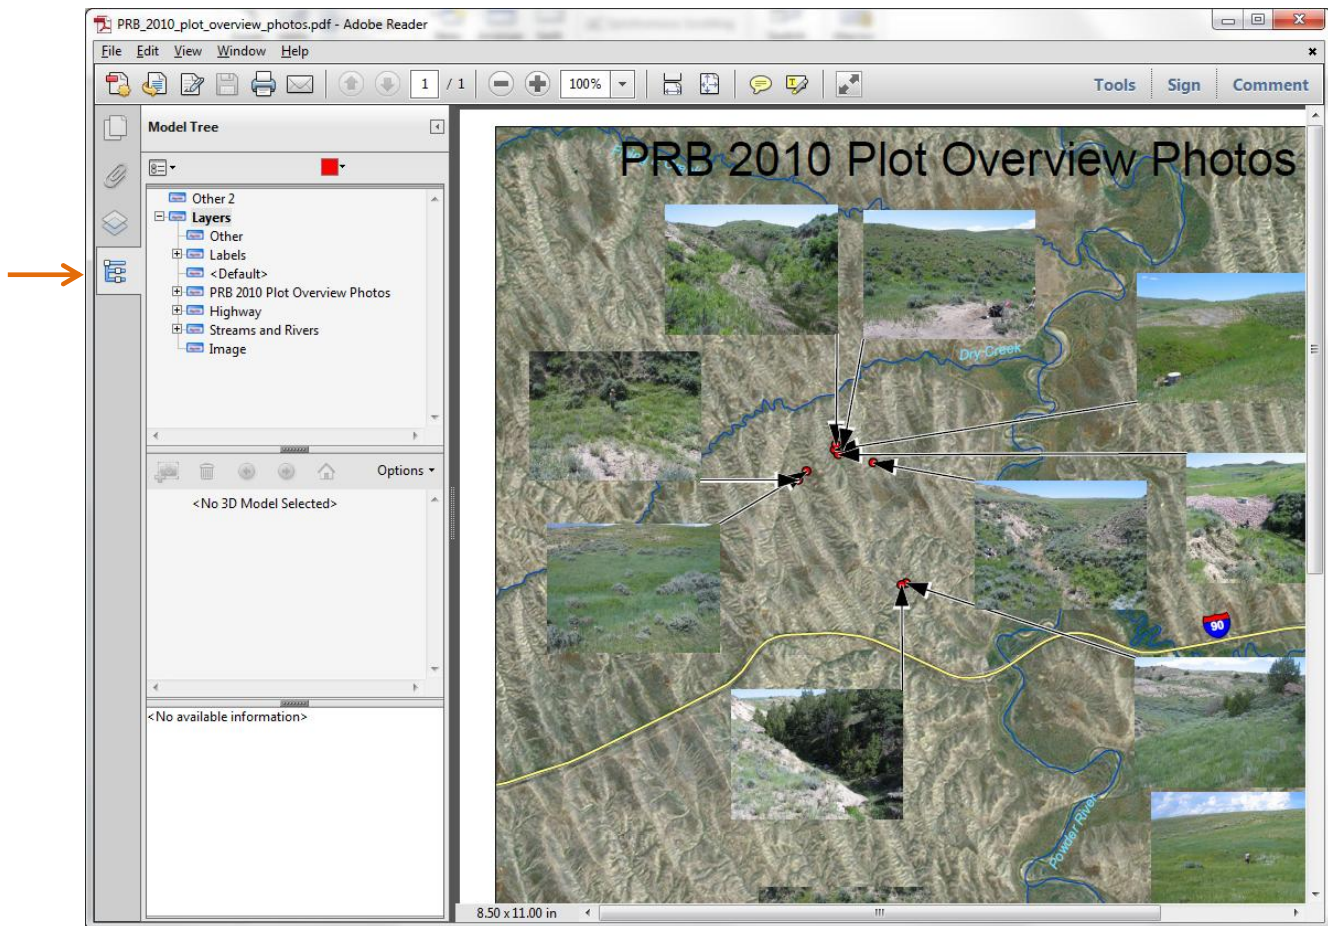 PRB_2010_plot_overview_photos.pdf - Adobe Reader
File Edit View Window Help
1 / 1 100% Tools Sign Comment
Model Tree
Other 2
Layers
Other
Labels
<Default>
PRB 2010 Plot Overview Photos
Highway
Streams and Rivers
Image
Options
<No 3D Model Selected>
<No available information>
PRB 2010 Plot Overview Photos
Dry Creek
90
Powder River
8.50 x 11.00 in